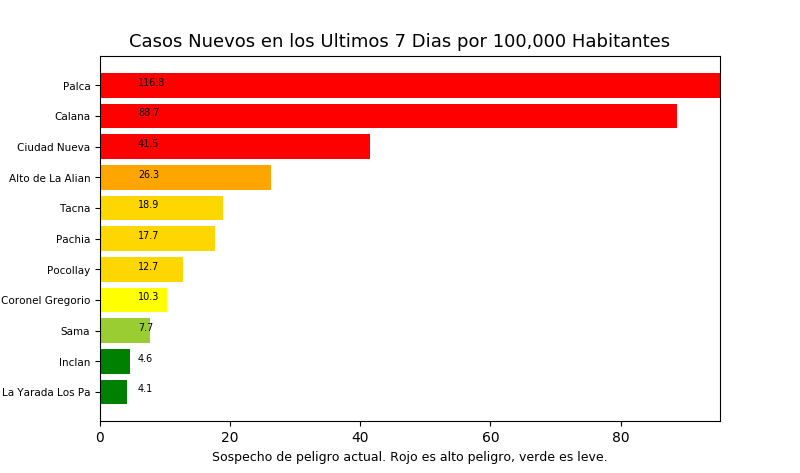 Casos Nuevos en los Ultimos 7 Dias por 100,000 Habitantes
Palca 116.8
Calana 88.7
Ciudad Nueva 41.5
Alto de La Alian 26.3
Tacna 18.9
Pachia 17.7
Pocollay 12.7
Coronel Gregorio 10.3
Sama 7.7
Inclan 4.6
La Yarada Los Pa 4.1
0 20 40 60 80
Sospecho de peligro actual. Rojo es alto peligro, verde es leve.